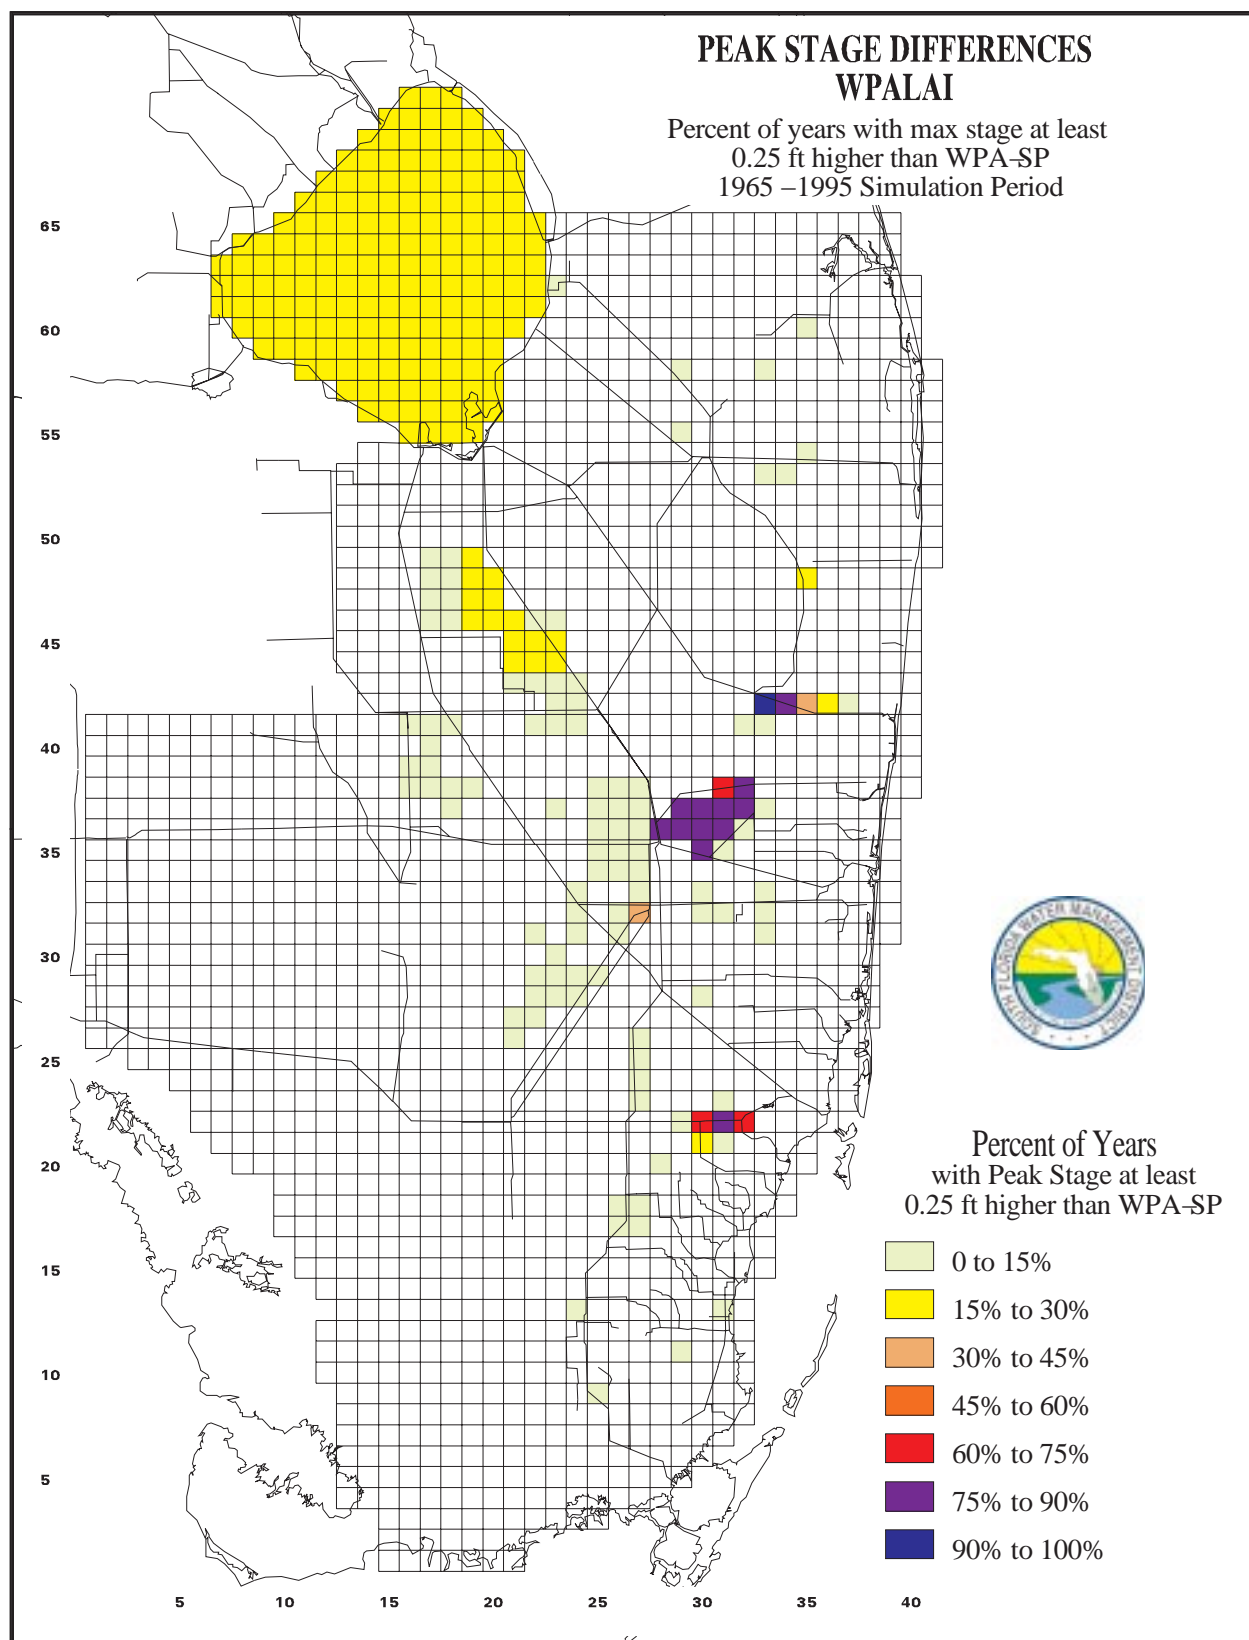 PEAK STAGE DIFFERENCES
WPALAI
Percent of years with max stage at least
0.25 ft higher than WPA–SP
1965 –1995 Simulation Period
65
60
55
50
45
40
35
30
25
20
15
10
5
SOUTH FLORIDA WATER MANAGEMENT DISTRICT
Percent of Years
with Peak Stage at least
0.25 ft higher than WPA–SP
0 to 15%
15% to 30%
30% to 45%
45% to 60%
60% to 75%
75% to 90%
90% to 100%
5 10 15 20 25 30 35 40